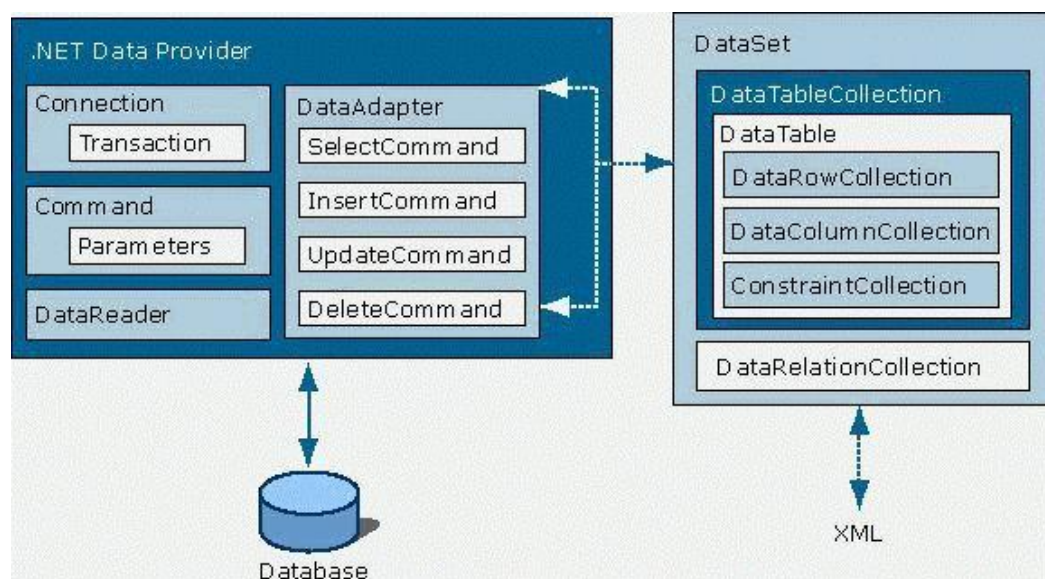 .NET Data Provider
Connection
Transaction
Command
Parameters
DataReader
DataAdapter
SelectCommand
InsertCommand
UpdateCommand
DeleteCommand
Database
DataSet
DataTableCollection
DataTable
DataRowCollection
DataColumnCollection
ConstraintCollection
DataRelationCollection
XML